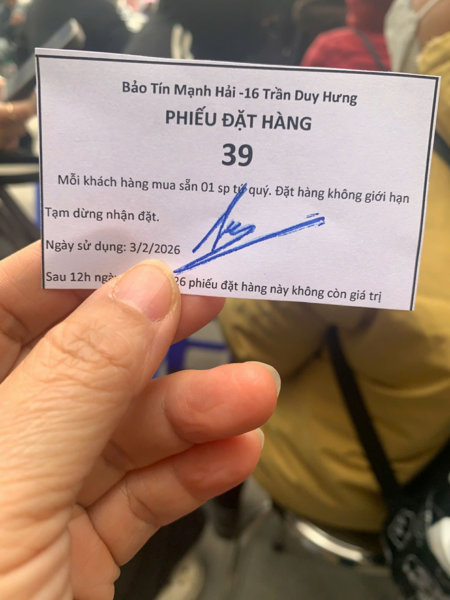 Bảo Tín Mạnh Hải -16 Trần Duy Hưng
PHIẾU ĐẶT HÀNG
39
Mỗi khách hàng mua sẵn 01 sp tứ quý. Đặt hàng không giới hạn
Tạm dừng nhận đặt.
Ngày sử dụng: 3/2/2026
Sau 12h ngà 26 phiếu đặt hàng này không còn giá trị